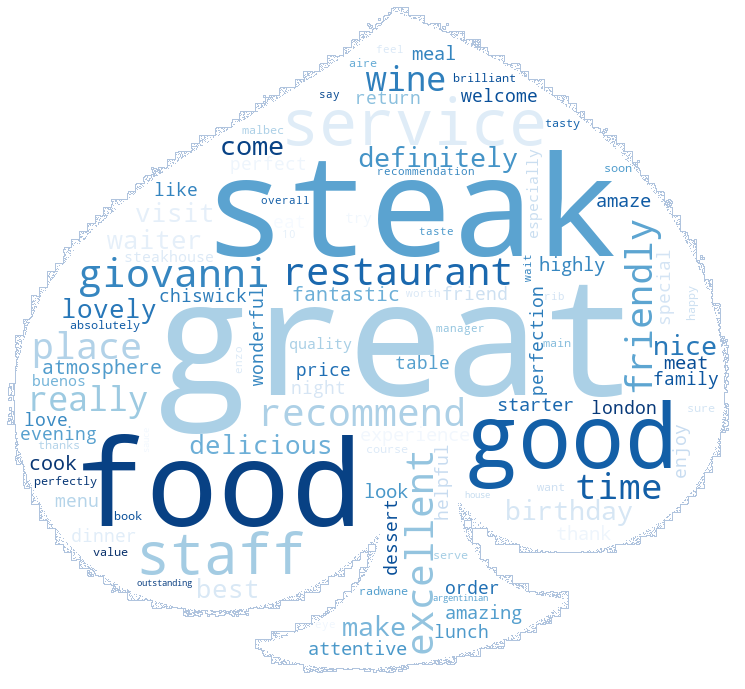 feel
aire
meal
wine
brilliant
say
return
welcome
service
malbec
tasty
come
definitely
perfect
recommendation
especially
soon
like
overall
steak
amaze
visit
eat
try
waiter
taste
friendly
steakhouse
wait
highly
giovanni
restaurant
special
chiswick
fantastic
worth
friend
rib
lovely
wonderful
great
perfection
happy
absolutely
manager
place
quality
main
nice
atmosphere
enzo
price
table
meat
buenos
night
family
really
starter
london
sure
love
recommend
good
evening
delicious
experience
thanks
food
course
enjoy
cook
excellent
helpful
perfectly
look
house
want
time
menu
book
dessert
birthday
dinner
staff
thank
value
serve
outstanding
best
radwane
order
argentinian
amazing
make
lunch
attentive